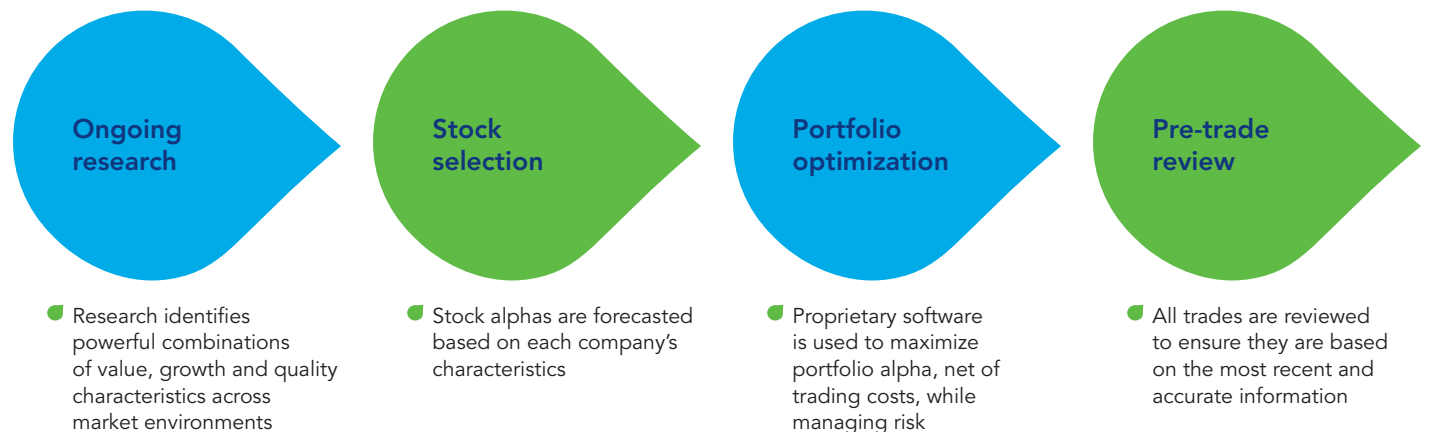 Ongoing
research
Stock
selection
Portfolio
optimization
Pre-trade
review
Research identifies
powerful combinations
of value, growth and quality
characteristics across
market environments
Stock alphas are forecasted
based on each company’s
characteristics
Proprietary software
is used to maximize
portfolio alpha, net of
trading costs, while
managing risk
All trades are reviewed
to ensure they are based
on the most recent and
accurate information